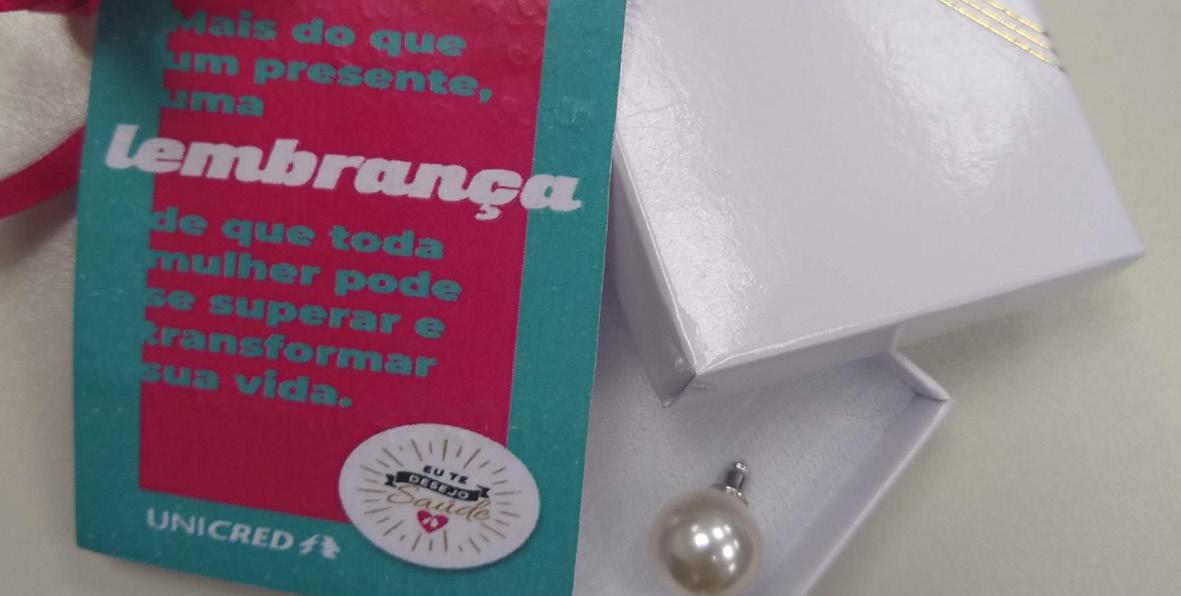 Mais do que
um presente,
uma
lembrança
de que toda
mulher pode
se superar e
transformar
sua vida.
EU TE
DESEJO
Saúde
UNICRED